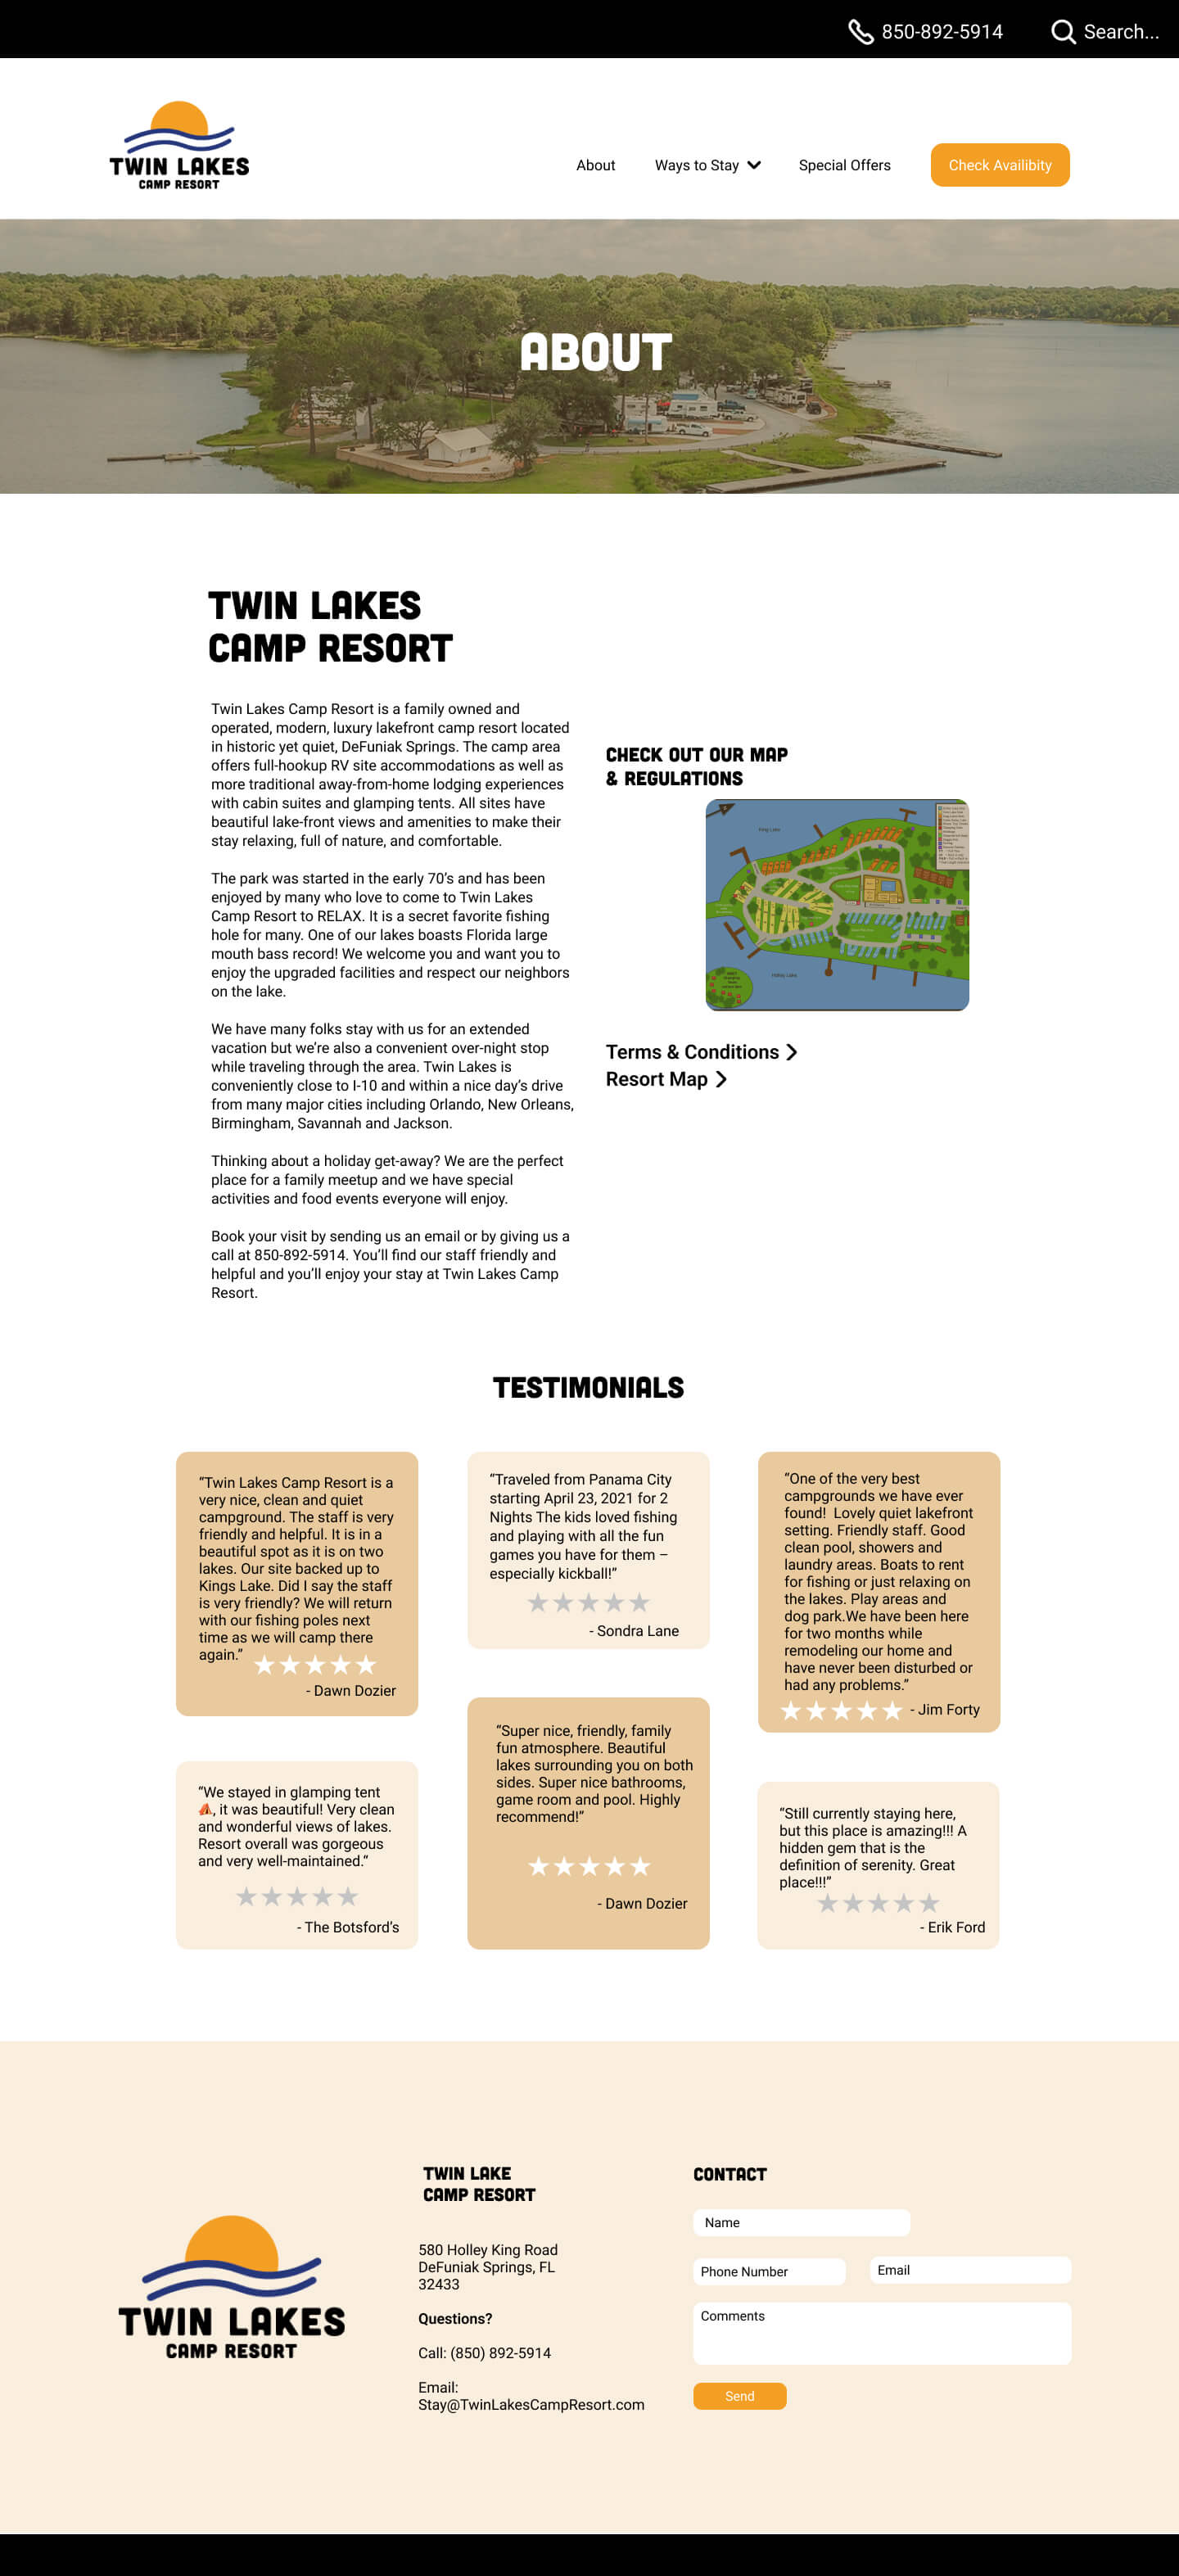 850-892-5914
Search...
TWIN LAKES
CAMP RESORT
About
Ways to Stay
Special Offers
Check Availibity
ABOUT
TWIN LAKES
CAMP RESORT
Twin Lakes Camp Resort is a family owned and
operated, modern, luxury lakefront camp resort located
in historic yet quiet, DeFuniak Springs. The camp area
offers full-hookup RV site accommodations as well as
more traditional away-from-home lodging experiences
with cabin suites and glamping tents. All sites have
beautiful lake-front views and amenities to make their
stay relaxing, full of nature, and comfortable.
The park was started in the early 70’s and has been
enjoyed by many who love to come to Twin Lakes
Camp Resort to RELAX. It is a secret favorite fishing
hole for many. One of our lakes boasts Florida large
mouth bass record! We welcome you and want you to
enjoy the upgraded facilities and respect our neighbors
on the lake.
We have many folks stay with us for an extended
vacation but we’re also a convenient over-night stop
while traveling through the area. Twin Lakes is
conveniently close to I-10 and within a nice day’s drive
from many major cities including Orlando, New Orleans,
Birmingham, Savannah and Jackson.
Thinking about a holiday get-away? We are the perfect
place for a family meetup and we have special
activities and food events everyone will enjoy.
Book your visit by sending us an email or by giving us a
call at 850-892-5914. You’ll find our staff friendly and
helpful and you’ll enjoy your stay at Twin Lakes Camp
Resort.
CHECK OUT OUR MAP
& REGULATIONS
King Lake
Holley Lake
Terms & Conditions
Resort Map
TESTIMONIALS
“Twin Lakes Camp Resort is a
very nice, clean and quiet
campground. The staff is very
friendly and helpful. It is in a
beautiful spot as it is on two
lakes. Our site backed up to
Kings Lake. Did I say the staff
is very friendly? We will return
with our fishing poles next
time as we will camp there
again.”
- Dawn Dozier
“Traveled from Panama City
starting April 23, 2021 for 2
Nights The kids loved fishing
and playing with all the fun
games you have for them –
especially kickball!”
- Sondra Lane
“One of the very best
campgrounds we have ever
found!  Lovely quiet lakefront
setting. Friendly staff. Good
clean pool, showers and
laundry areas. Boats to rent
for fishing or just relaxing on
the lakes. Play areas and
dog park.We have been here
for two months while
remodeling our home and
have never been disturbed or
had any problems.”
- Jim Forty
“We stayed in glamping tent
⛺, it was beautiful! Very clean
and wonderful views of lakes.
Resort overall was gorgeous
and very well-maintained.“
- The Botsford’s
“Super nice, friendly, family
fun atmosphere. Beautiful
lakes surrounding you on both
sides. Super nice bathrooms,
game room and pool. Highly
recommend!”
- Dawn Dozier
“Still currently staying here,
but this place is amazing!!! A
hidden gem that is the
definition of serenity. Great
place!!!”
- Erik Ford
TWIN LAKES
CAMP RESORT
TWIN LAKE
CAMP RESORT
580 Holley King Road
DeFuniak Springs, FL
32433
Questions?
Call: (850) 892-5914
Email:
Stay@TwinLakesCampResort.com
CONTACT
Name
Phone Number
Email
Comments
Send